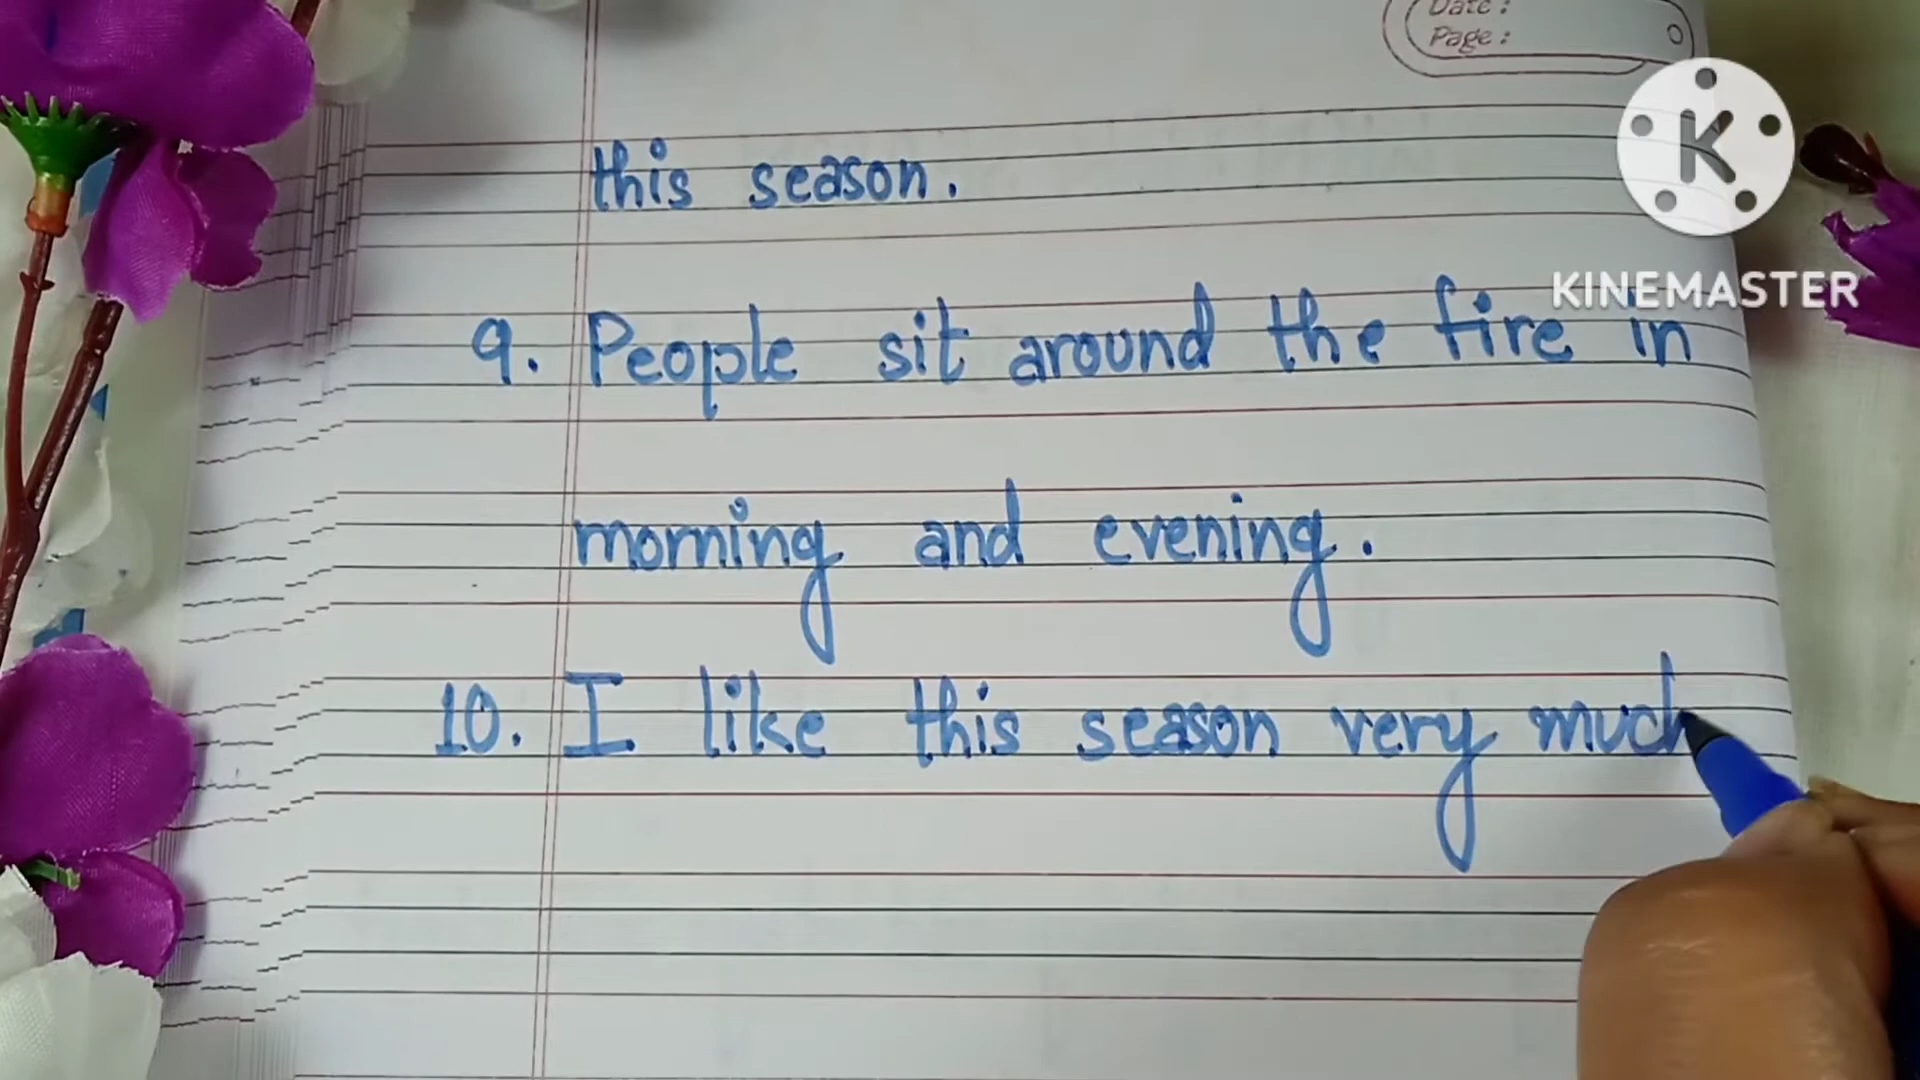 Date :
Page :
this season.
KINEMASTER
9. People sit around the fire in
morning and evening.
10. I like this season very much